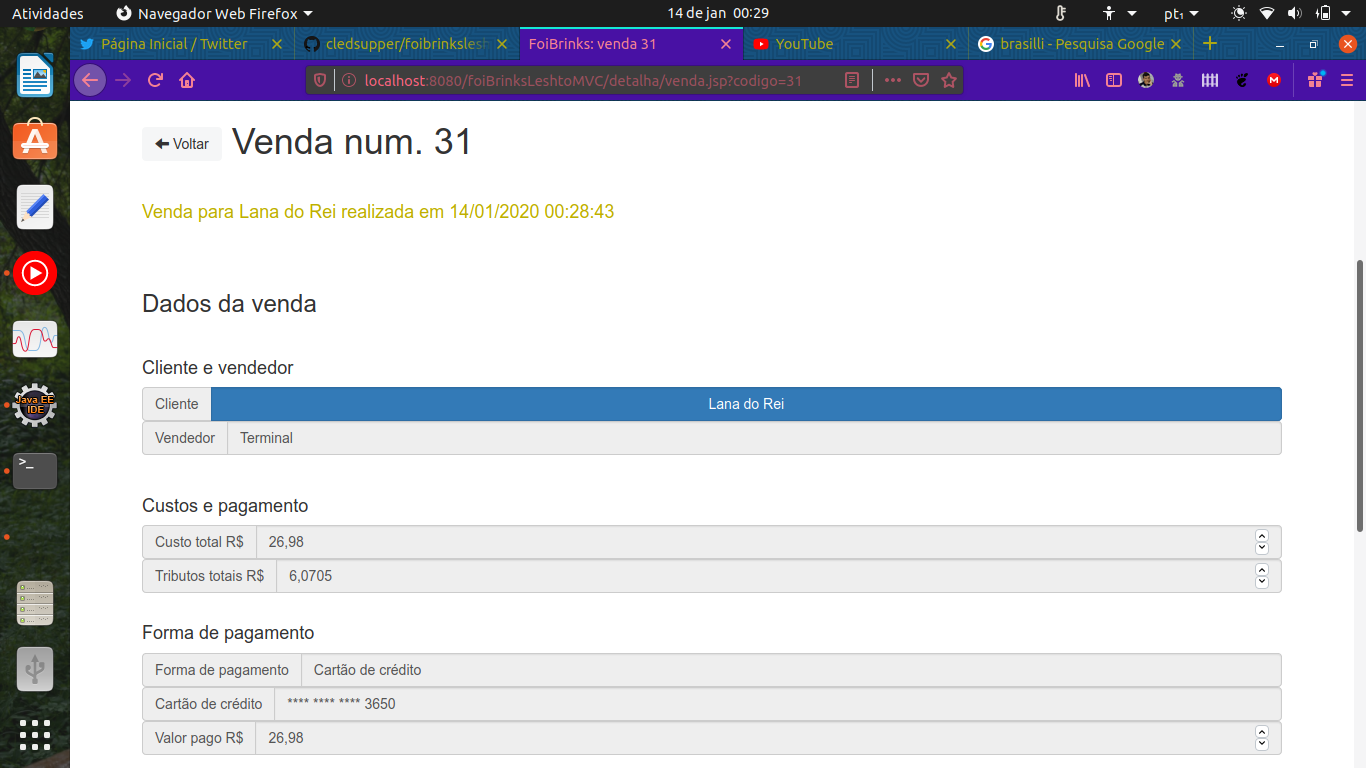 Atividades
Navegador Web Firefox
14 de jan 00:29
pt₁
Página Inicial / Twitter
cledsupper/foibrinkslesh
FoiBrinks: venda 31
YouTube
brasilli - Pesquisa Google
localhost:8080/foiBrinksLeshtoMVC/detalha/venda.jsp?codigo=31
Voltar
Venda num. 31
Venda para Lana do Rei realizada em 14/01/2020 00:28:43
Dados da venda
Cliente e vendedor
Cliente
Lana do Rei
Java EE
IDE
Vendedor
Terminal
>_
Custos e pagamento
Custo total R$
26,98
Tributos totais R$
6,0705
Forma de pagamento
Forma de pagamento
Cartão de crédito
Cartão de crédito
**** **** **** 3650
Valor pago R$
26,98